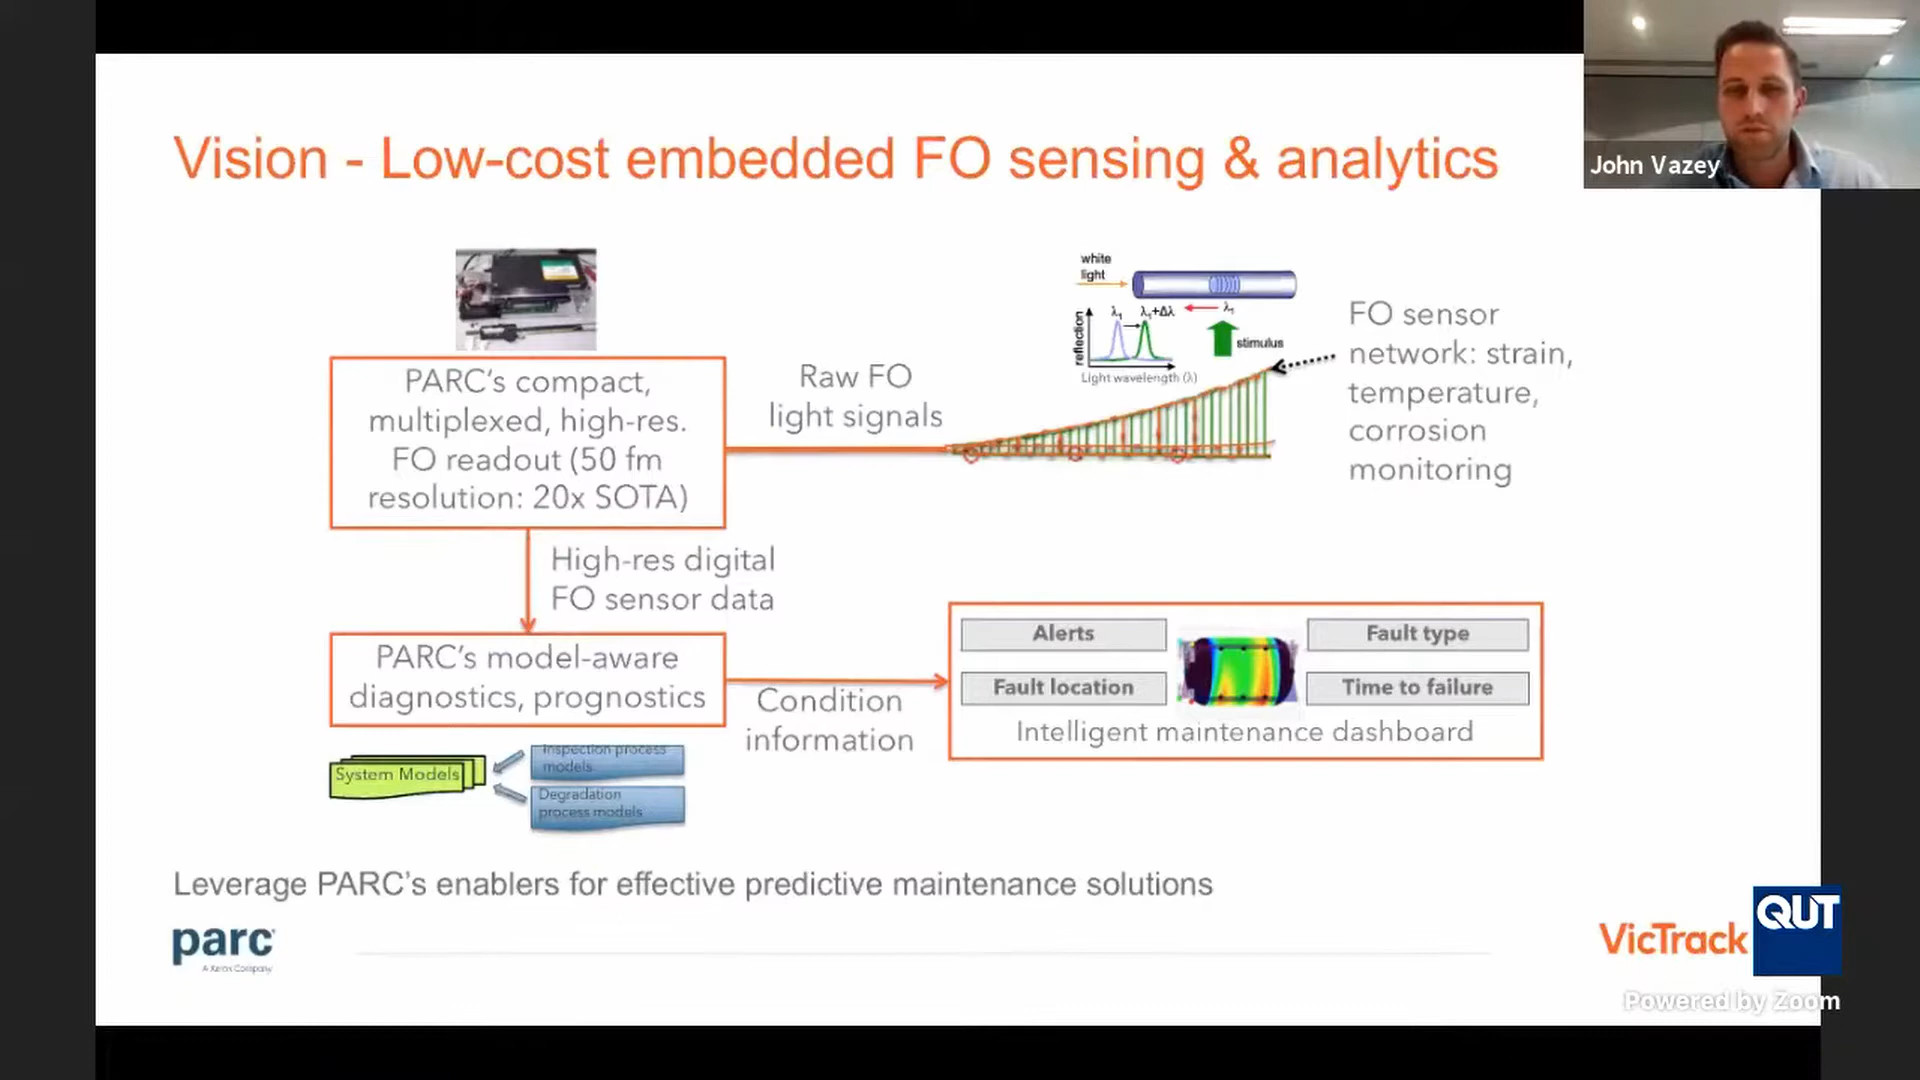 Vision - Low-cost embedded FO sensing & analytics
John Vazey
white
light
λ1
λ1 λ1+Δλ
reflection
stimulus
Light wavelength (λ)
FO sensor
network: strain,
temperature,
corrosion
monitoring
PARC's compact,
multiplexed, high-res.
FO readout (50 fm
resolution: 20x SOTA)
Raw FO
light signals
High-res digital
FO sensor data
PARC's model-aware
diagnostics, prognostics
Condition
information
Alerts
Fault type
Fault location
Time to failure
Intelligent maintenance dashboard
System Models
Inspection process
models
Degradation
process models
Leverage PARC's enablers for effective predictive maintenance solutions
parc
A Xerox Company
VicTrack
QUT
Powered by Zoom